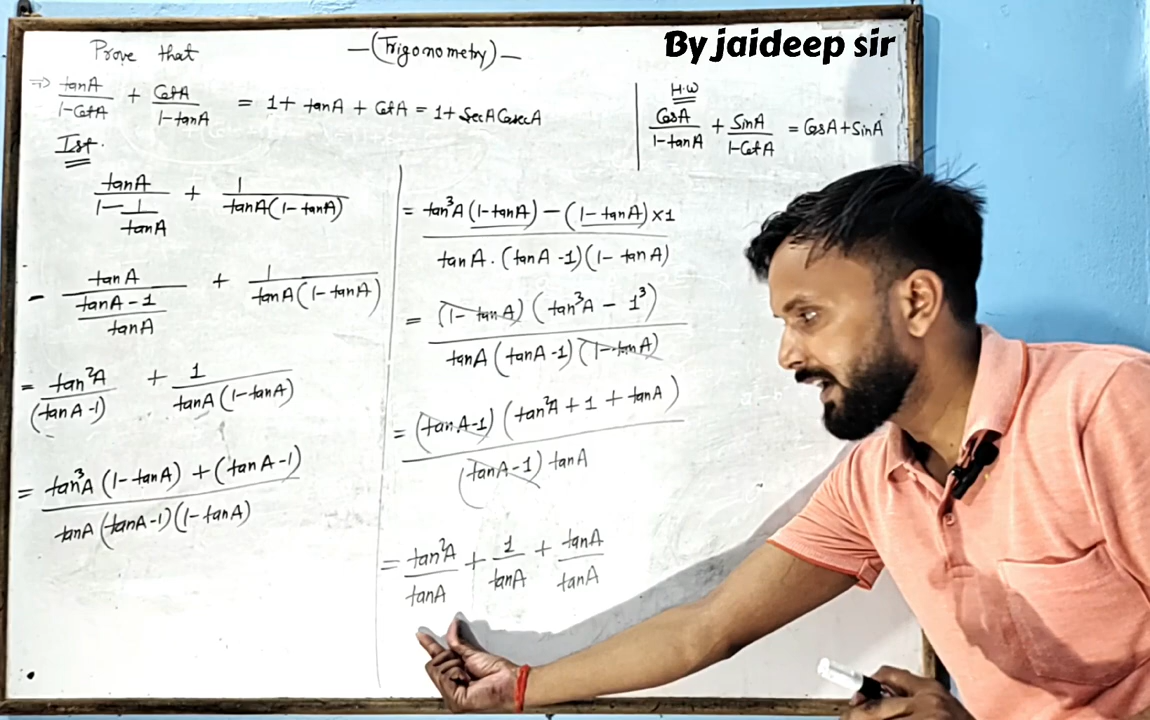 Prove that
—(Trigonometry)—
By jaideep sir
⇒ tanA/(1-CotA) + CotA/(1-tanA) = 1+ tanA + CotA = 1+ SecA CosecA
H.W
CosA/(1-tanA) + SinA/(1-CotA) = CosA+SinA
Ist.
tanA/(1-1/tanA) + 1/(tanA(1-tanA))
- tanA/((tanA-1)/tanA) + 1/(tanA(1-tanA))
= tan²A/(tanA-1) + 1/(tanA(1-tanA))
= (tan³A (1-tanA) + (tanA-1))/(tanA(tanA-1)(1-tanA))
= (tan³A (1-tanA) - (1-tanA)×1)/(tanA.(tanA-1)(1-tanA))
= ((1-tanA)(tan³A - 1³))/(tanA(tanA-1)(1-tanA))
= ((tanA-1)(tan²A + 1 + tanA))/((tanA-1) tanA)
= tan²A/tanA + 1/tanA + tanA/tanA